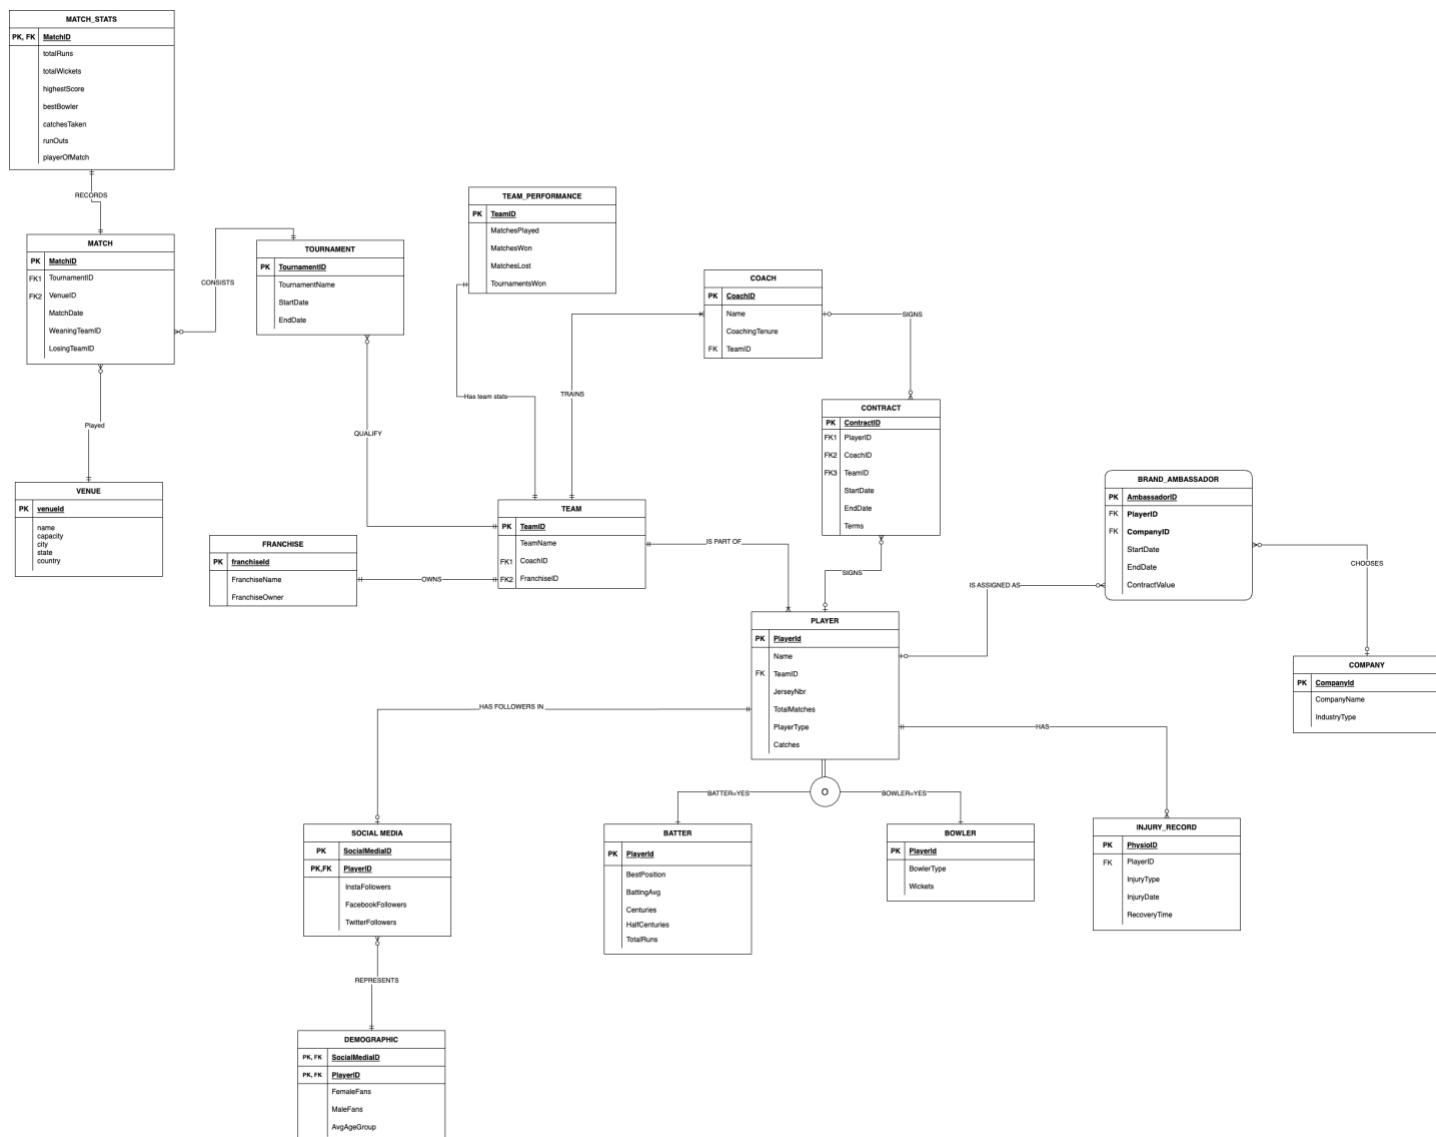 MATCH_STATS
PK, FK MatchID
totalRuns
totalWickets
highestScore
bestBowler
catchesTaken
runOuts
playerOfMatch
RECORDS
MATCH
PK MatchID
FK1 TournamentID
FK2 VenueID
MatchDate
WeaningTeamID
LosingTeamID
CONSISTS
TOURNAMENT
PK TournamentID
TournamentName
StartDate
EndDate
Played
VENUE
PK venueId
name
capacity
city
state
country
TEAM_PERFORMANCE
PK TeamID
MatchesPlayed
MatchesWon
MatchesLost
TournamentsWon
Has team stats
QUALIFY
TRAINS
COACH
PK CoachID
Name
CoachingTenure
FK TeamID
SIGNS
CONTRACT
PK ContractID
FK1 PlayerID
FK2 CoachID
FK3 TeamID
StartDate
EndDate
Terms
SIGNS
TEAM
PK TeamID
TeamName
FK1 CoachID
FK2 FranchiseID
FRANCHISE
PK franchiseId
FranchiseName
FranchiseOwner
OWNS
IS PART OF
BRAND_AMBASSADOR
PK AmbassadorID
FK PlayerID
FK CompanyID
StartDate
EndDate
ContractValue
IS ASSIGNED AS
CHOOSES
COMPANY
PK CompanyId
CompanyName
IndustryType
PLAYER
PK PlayerId
Name
FK TeamID
JerseyNbr
TotalMatches
PlayerType
Catches
HAS FOLLOWERS IN
HAS
O
BATTER=YES
BOWLER=YES
SOCIAL MEDIA
PK SocialMediaID
PK,FK PlayerID
InstaFollowers
FacebookFollowers
TwitterFollowers
BATTER
PK PlayerId
BestPosition
BattingAvg
Centuries
HalfCenturies
TotalRuns
BOWLER
PK PlayerId
BowlerType
Wickets
INJURY_RECORD
PK PhysioID
FK PlayerID
InjuryType
InjuryDate
RecoveryTime
REPRESENTS
DEMOGRAPHIC
PK, FK SocialMediaID
PK, FK PlayerID
FemaleFans
MaleFans
AvgAgeGroup